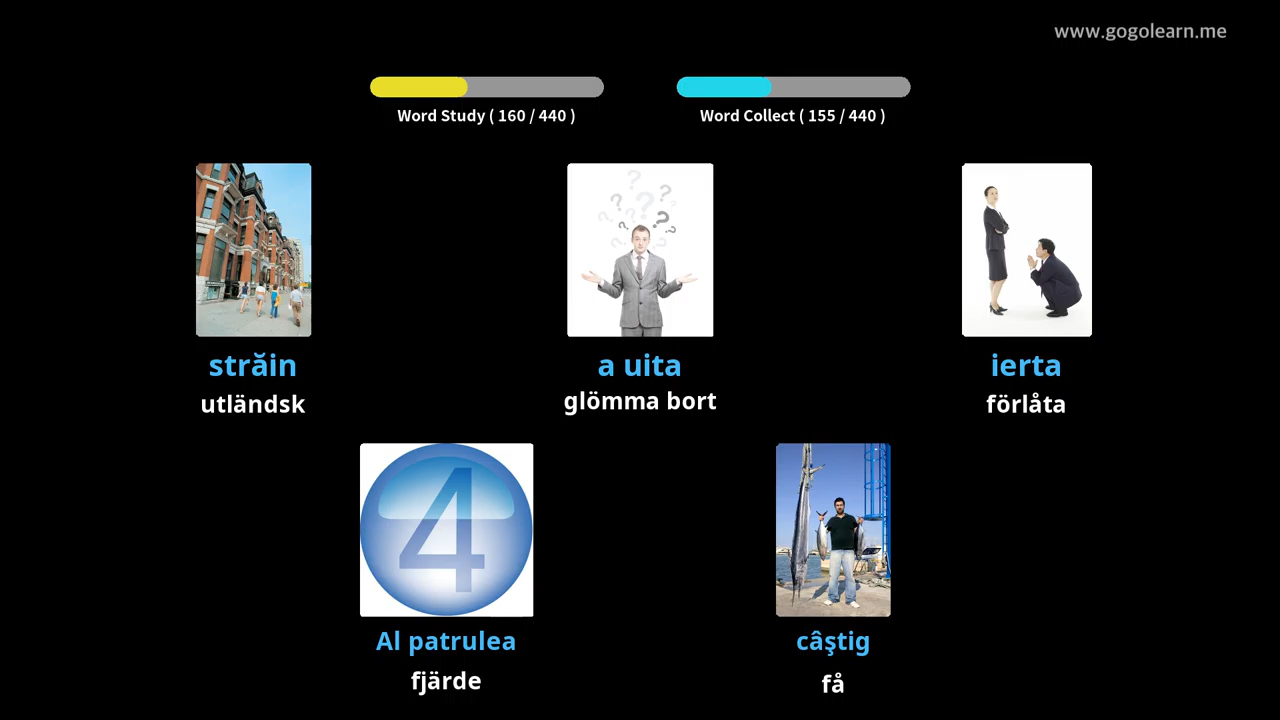 www.gogolearn.me
Word Study ( 160 / 440 )
Word Collect ( 155 / 440 )
străin
utländsk
a uita
glömma bort
ierta
förlåta
4
Al patrulea
fjärde
câştig
få